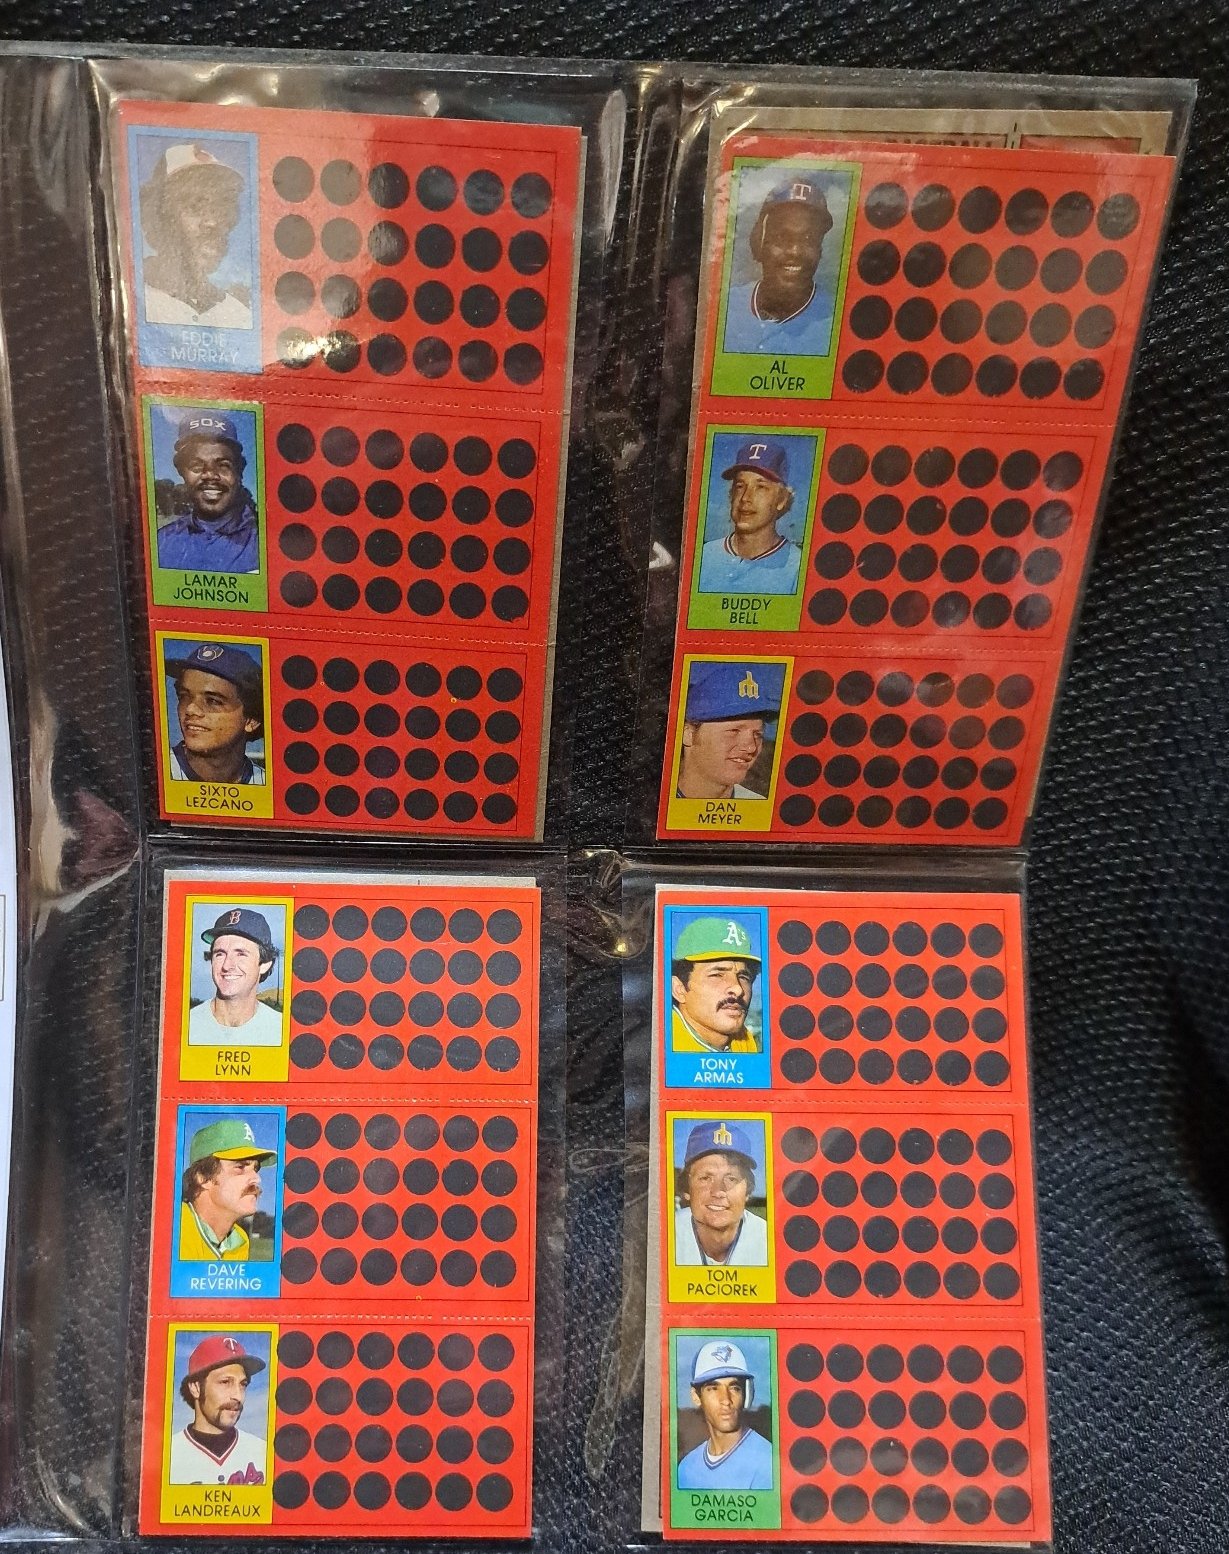 EDDIE
MURRAY
SOX
LAMAR
JOHNSON
SIXTO
LEZCANO
T
AL
OLIVER
T
BUDDY
BELL
DAN
MEYER
B
FRED
LYNN
A
DAVE
REVERING
T
KEN
LANDREAUX
A's
TONY
ARMAS
TOM
PACIOREK
DAMASO
GARCIA